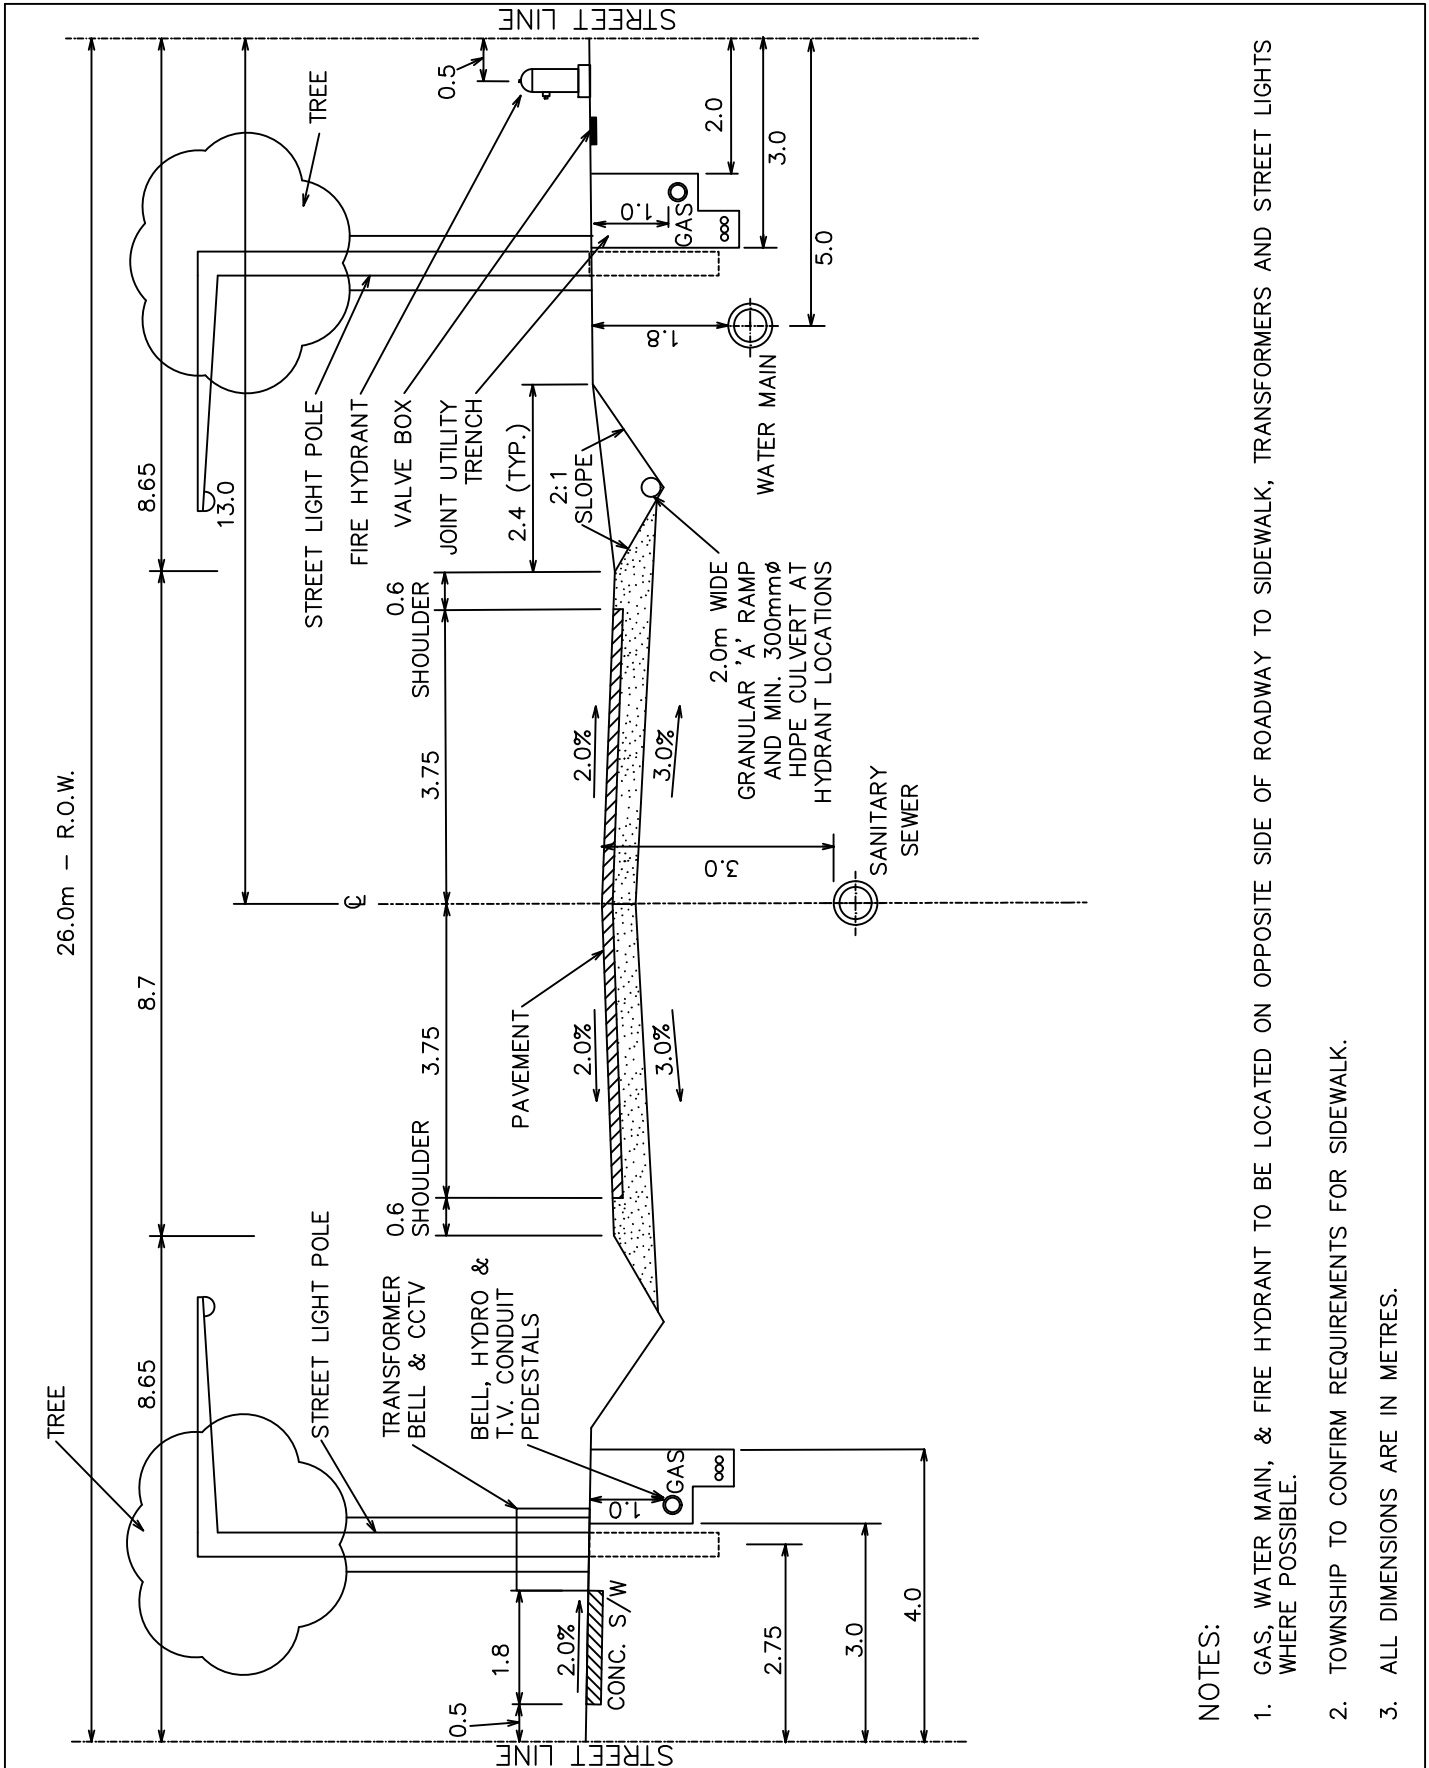 26.0m - R.O.W.
8.65
8.7
8.65
13.0
TREE
TREE
STREET LINE
STREET LINE
STREET LIGHT POLE
TRANSFORMER
BELL & CCTV
BELL, HYDRO &
T.V. CONDUIT
PEDESTALS
0.6
SHOULDER
3.75
3.75
0.6
SHOULDER
PAVEMENT
℄
STREET LIGHT POLE
FIRE HYDRANT
VALVE BOX
JOINT UTILITY
TRENCH
2.4 (TYP.)
2:1
SLOPE
0.5
0.5
1.8
2.0%
CONC. S/W
1.0
GAS
2.0%
3.0%
2.0%
3.0%
3.0
SANITARY
SEWER
2.0m WIDE
GRANULAR 'A' RAMP
AND MIN. 300mmØ
HDPE CULVERT AT
HYDRANT LOCATIONS
WATER MAIN
1.8
1.0
GAS
2.0
3.0
5.0
2.75
3.0
4.0
NOTES:
1. GAS, WATER MAIN, & FIRE HYDRANT TO BE LOCATED ON OPPOSITE SIDE OF ROADWAY TO SIDEWALK, TRANSFORMERS AND STREET LIGHTS
WHERE POSSIBLE.
2. TOWNSHIP TO CONFIRM REQUIREMENTS FOR SIDEWALK.
3. ALL DIMENSIONS ARE IN METRES.